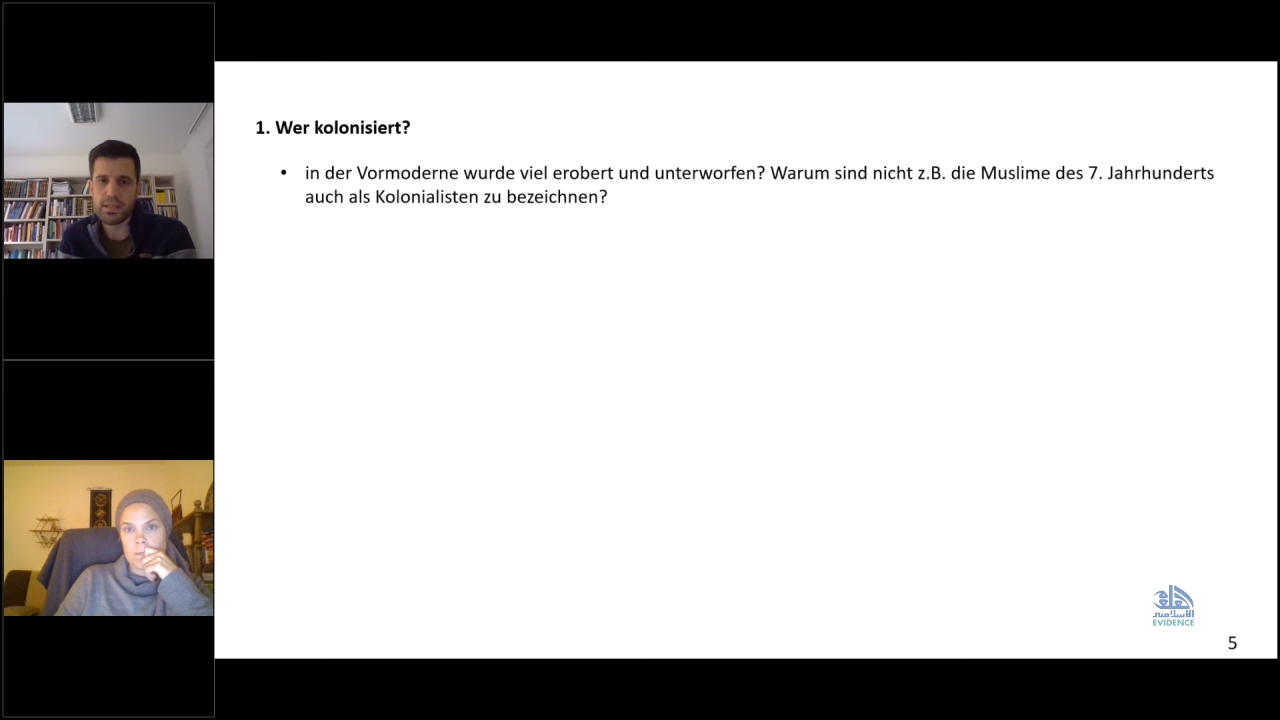 1. Wer kolonisiert?
• in der Vormoderne wurde viel erobert und unterworfen? Warum sind nicht z.B. die Muslime des 7. Jahrhunderts
auch als Kolonialisten zu bezeichnen?
الإسلامية
EVIDENCE
5